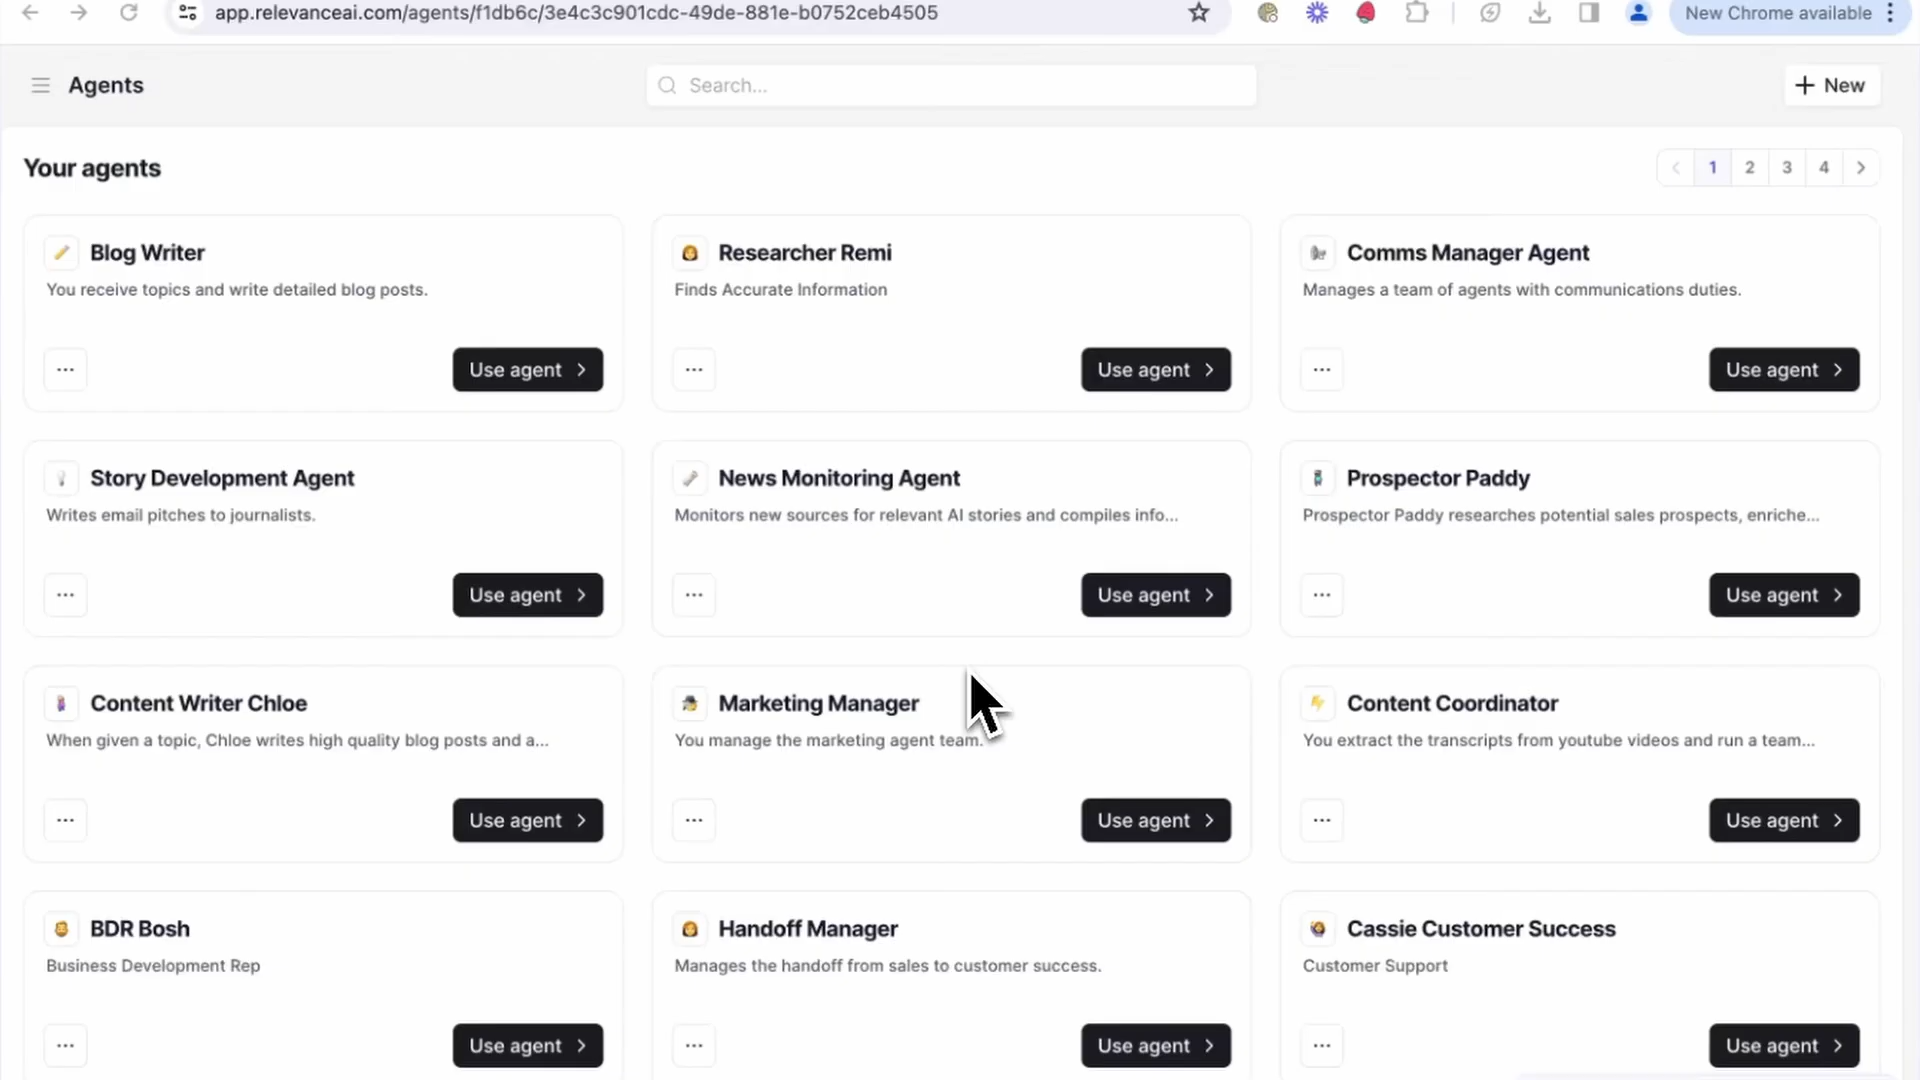 app.relevanceai.com/agents/f1db6c/3e4c3c901cdc-49de-881e-b0752ceb4505
New Chrome available
Agents
Search...
+ New
Your agents
1 2 3 4
Blog Writer
You receive topics and write detailed blog posts.
Use agent
Researcher Remi
Finds Accurate Information
Use agent
Comms Manager Agent
Manages a team of agents with communications duties.
Use agent
Story Development Agent
Writes email pitches to journalists.
Use agent
News Monitoring Agent
Monitors new sources for relevant AI stories and compiles info...
Use agent
Prospector Paddy
Prospector Paddy researches potential sales prospects, enriche...
Use agent
Content Writer Chloe
When given a topic, Chloe writes high quality blog posts and a...
Use agent
Marketing Manager
You manage the marketing agent team.
Use agent
Content Coordinator
You extract the transcripts from youtube videos and run a team...
Use agent
BDR Bosh
Business Development Rep
Use agent
Handoff Manager
Manages the handoff from sales to customer success.
Use agent
Cassie Customer Success
Customer Support
Use agent